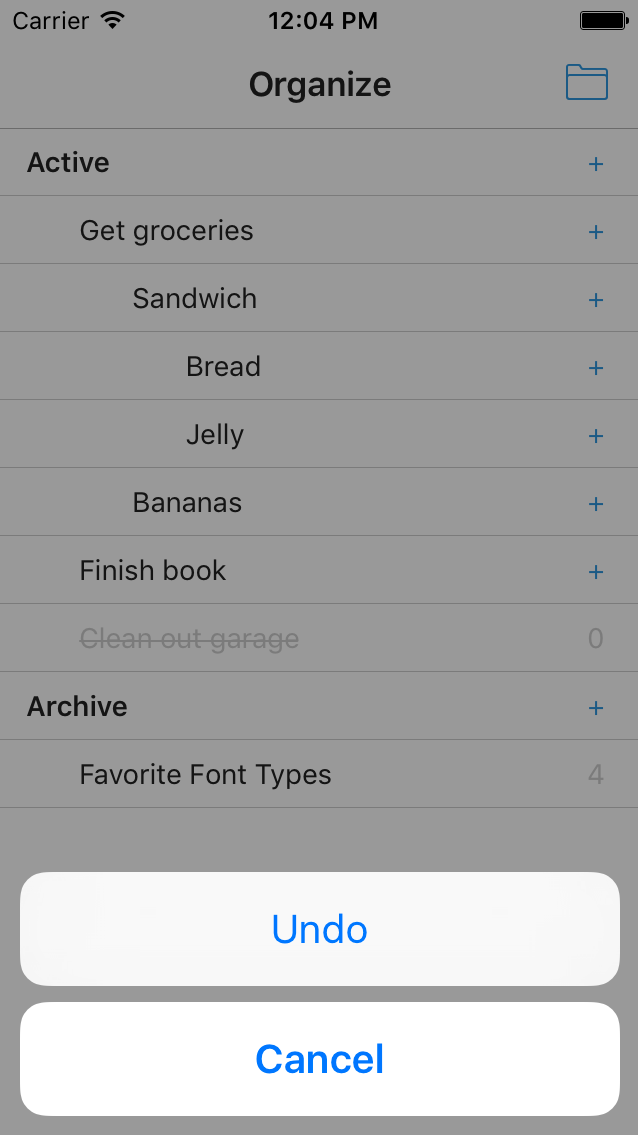 Carrier 12:04 PM
Organize
Active +
Get groceries +
Sandwich +
Bread +
Jelly +
Bananas +
Finish book +
Clean out garage 0
Archive +
Favorite Font Types 4
Undo
Cancel